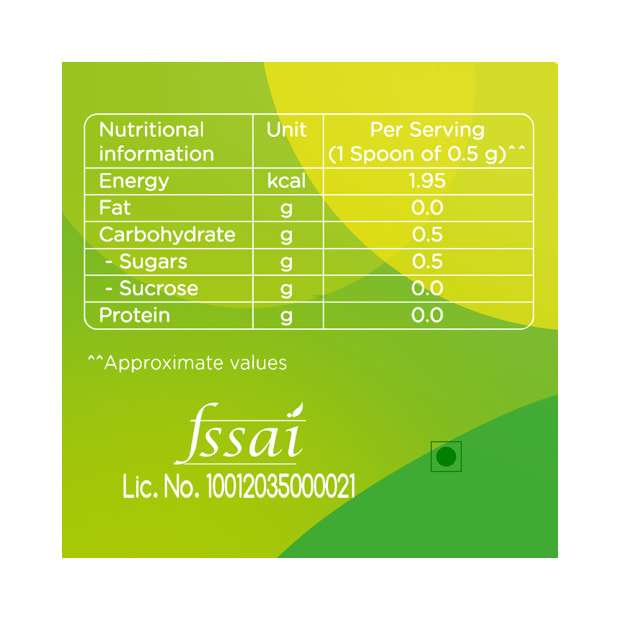 Nutritional information Unit Per Serving (1 Spoon of 0.5 g)^^
Energy kcal 1.95
Fat g 0.0
Carbohydrate g 0.5
- Sugars g 0.5
- Sucrose g 0.0
Protein g 0.0
^^Approximate values
fssai
Lic. No. 10012035000021